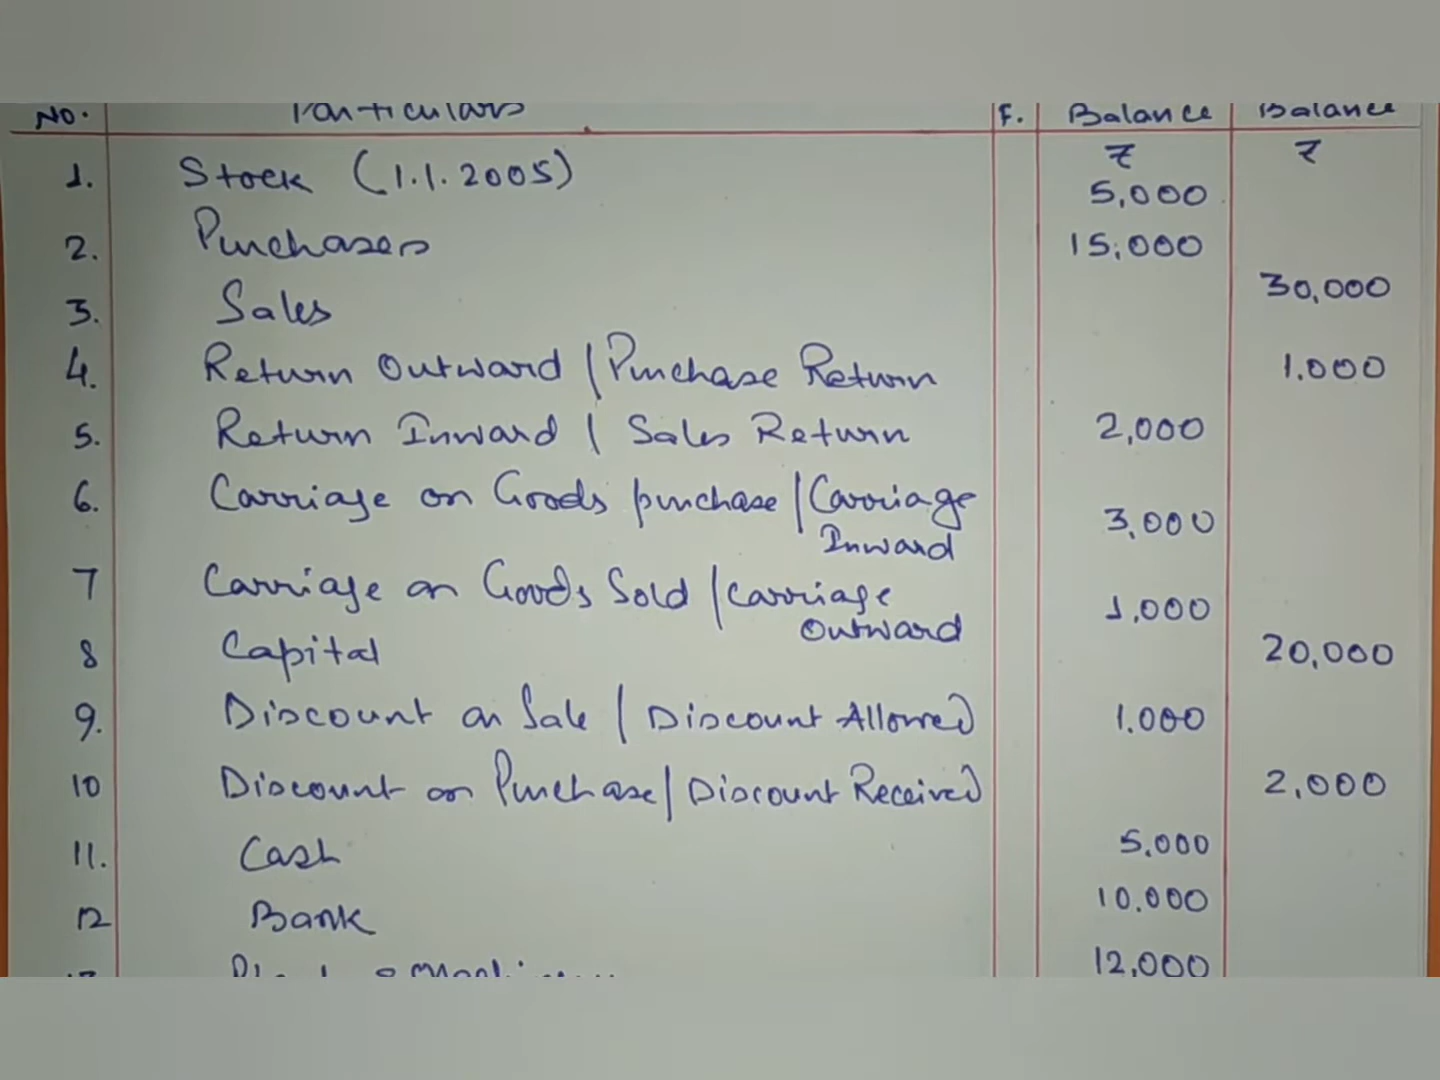 No. Particulars F. Balance Balance
₹ ₹
1. Stock (1.1.2005) 5,000
2. Purchases 15,000
3. Sales 30,000
4. Return Outward / Purchase Return 1.000
5. Return Inward / Sales Return 2,000
6. Carriage on Goods purchase / Carriage
Inward 3,000
7 Carriage on Goods Sold / Carriage
Outward 1,000
8 Capital 20,000
9. Discount on Sale / Discount Allowed 1.000
10 Discount on Purchase / Discount Received 2,000
11. Cash 5.000
12 Bank 10.000
12,000